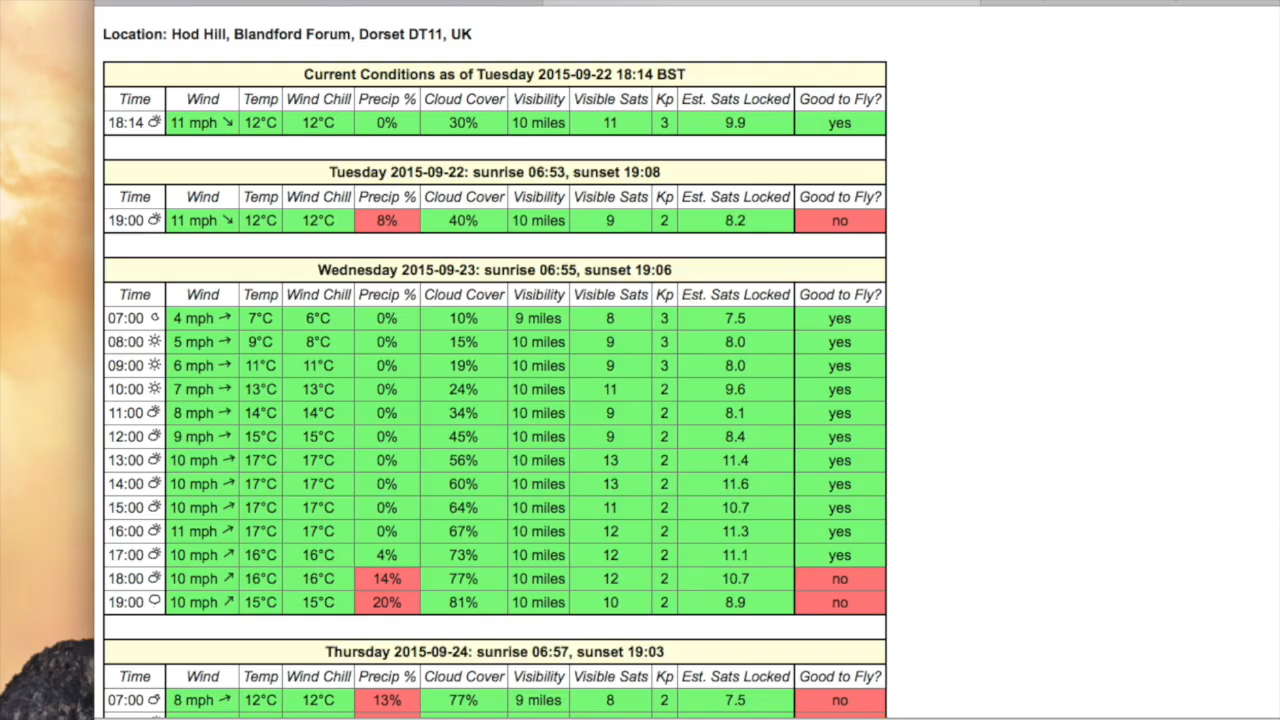 Location: Hod Hill, Blandford Forum, Dorset DT11, UK
Current Conditions as of Tuesday 2015-09-22 18:14 BST
Time Wind Temp Wind Chill Precip % Cloud Cover Visibility Visible Sats Kp Est. Sats Locked Good to Fly?
18:14 11 mph ↘ 12°C 12°C 0% 30% 10 miles 11 3 9.9 yes
Tuesday 2015-09-22: sunrise 06:53, sunset 19:08
Time Wind Temp Wind Chill Precip % Cloud Cover Visibility Visible Sats Kp Est. Sats Locked Good to Fly?
19:00 11 mph ↘ 12°C 12°C 8% 40% 10 miles 9 2 8.2 no
Wednesday 2015-09-23: sunrise 06:55, sunset 19:06
Time Wind Temp Wind Chill Precip % Cloud Cover Visibility Visible Sats Kp Est. Sats Locked Good to Fly?
07:00 4 mph → 7°C 6°C 0% 10% 9 miles 8 3 7.5 yes
08:00 5 mph → 9°C 8°C 0% 15% 10 miles 9 3 8.0 yes
09:00 6 mph → 11°C 11°C 0% 19% 10 miles 9 3 8.0 yes
10:00 7 mph → 13°C 13°C 0% 24% 10 miles 11 2 9.6 yes
11:00 8 mph → 14°C 14°C 0% 34% 10 miles 9 2 8.1 yes
12:00 9 mph → 15°C 15°C 0% 45% 10 miles 9 2 8.4 yes
13:00 10 mph → 17°C 17°C 0% 56% 10 miles 13 2 11.4 yes
14:00 10 mph → 17°C 17°C 0% 60% 10 miles 13 2 11.6 yes
15:00 10 mph ↗ 17°C 17°C 0% 64% 10 miles 11 2 10.7 yes
16:00 11 mph ↗ 17°C 17°C 0% 67% 10 miles 12 2 11.3 yes
17:00 10 mph ↗ 16°C 16°C 4% 73% 10 miles 12 2 11.1 yes
18:00 10 mph ↗ 16°C 16°C 14% 77% 10 miles 12 2 10.7 no
19:00 10 mph ↗ 15°C 15°C 20% 81% 10 miles 10 2 8.9 no
Thursday 2015-09-24: sunrise 06:57, sunset 19:03
Time Wind Temp Wind Chill Precip % Cloud Cover Visibility Visible Sats Kp Est. Sats Locked Good to Fly?
07:00 8 mph → 12°C 12°C 13% 77% 9 miles 8 2 7.5 no